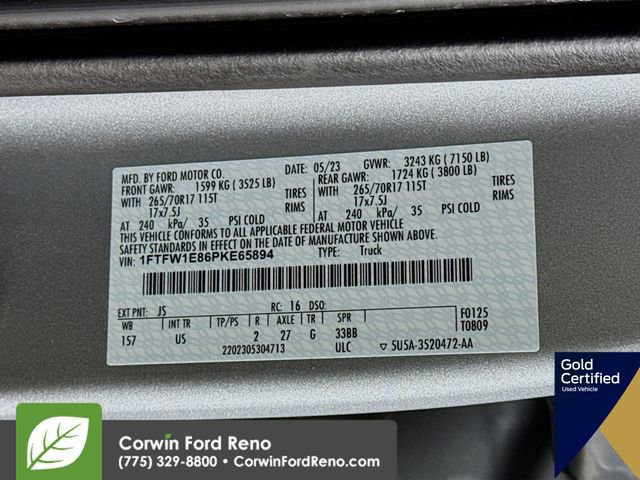 MFD. BY FORD MOTOR CO.
DATE: 05/23 GVWR: 3243 KG ( 7150 LB)
FRONT GAWR: 1599 KG ( 3525 LB)
REAR GAWR: 1724 KG ( 3800 LB)
WITH 265/70R17 115T TIRES
WITH 265/70R17 115T TIRES
17x7.5J RIMS
17x7.5J RIMS
AT 240 kPa/ 35 PSI COLD
AT 240 kPa/ 35 PSI COLD
THIS VEHICLE CONFORMS TO ALL APPLICABLE FEDERAL MOTOR VEHICLE
SAFETY STANDARDS IN EFFECT ON THE DATE OF MANUFACTURE SHOWN ABOVE.
VIN: 1FTFW1E86PKE65894 TYPE: Truck
EXT PNT: JS RC: 16 DSO: F0125
T0809
WB INT TR TP/PS R AXLE TR SPR
157 US 2 27 G 33BB
2202305304713 ULC ▽ 5U5A-3520472-AA
Gold
Certified
Used Vehicle
Corwin Ford Reno
(775) 329-8800 • CorwinFordReno.com